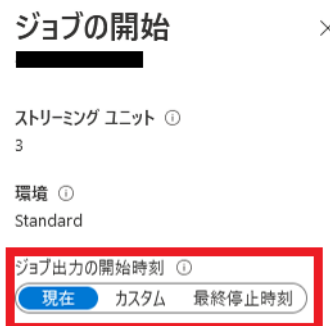 ジョブの開始
ストリーミング ユニット
3
環境
Standard
ジョブ出力の開始時刻
現在 カスタム 最終停止時刻